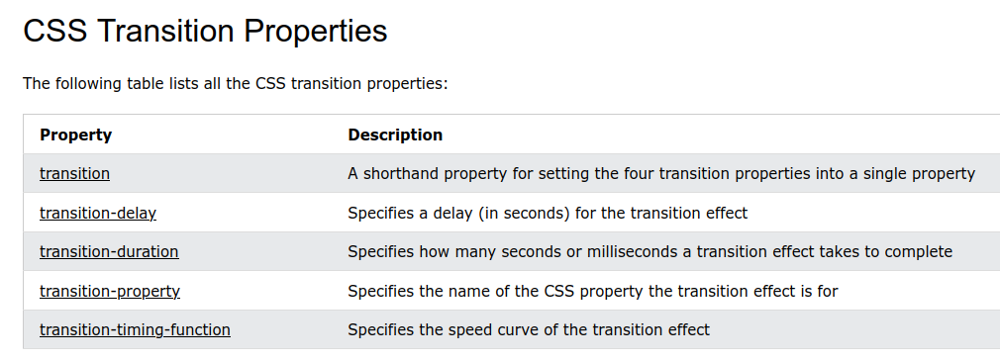 CSS Transition Properties
The following table lists all the CSS transition properties:
Property Description
transition A shorthand property for setting the four transition properties into a single property
transition-delay Specifies a delay (in seconds) for the transition effect
transition-duration Specifies how many seconds or milliseconds a transition effect takes to complete
transition-property Specifies the name of the CSS property the transition effect is for
transition-timing-function Specifies the speed curve of the transition effect